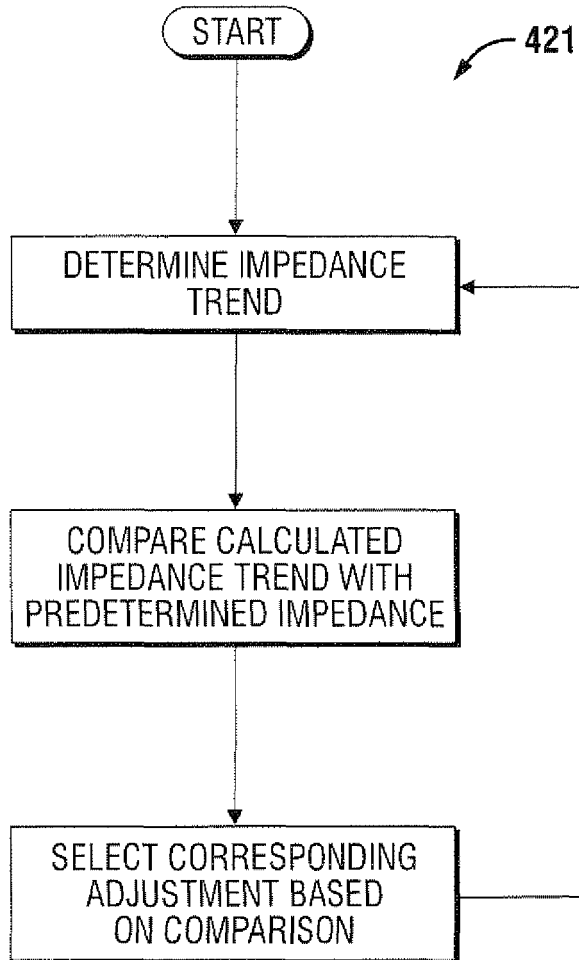 START
421
DETERMINE IMPEDANCE
TREND
COMPARE CALCULATED
IMPEDANCE TREND WITH
PREDETERMINED IMPEDANCE
SELECT CORRESPONDING
ADJUSTMENT BASED
ON COMPARISON